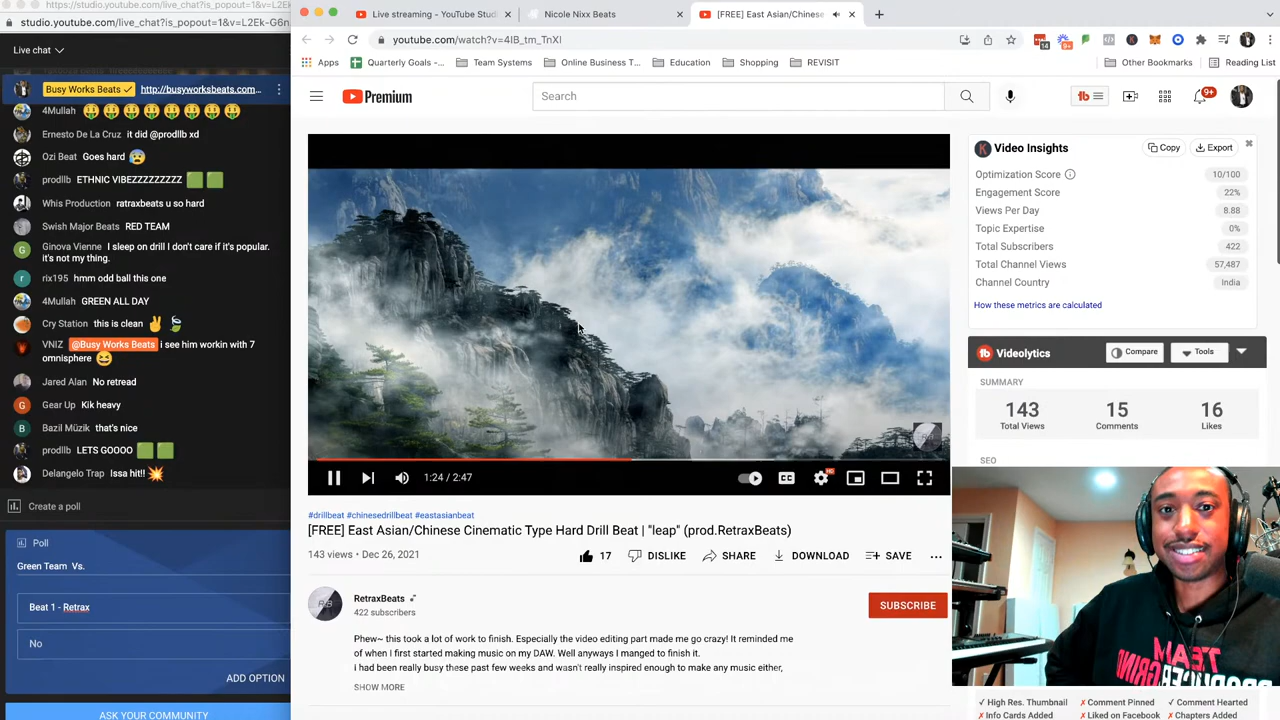 studio.youtube.com/live_chat?is_popout=1&v=L2Ek-G6n
Live chat
Busy Works Beats http://busyworksbeats.com...
4Mullah
Ernesto De La Cruz it did @prodllb xd
Ozi Beat Goes hard
prodllb ETHNIC VIBEZZZZZZZZ
Whis Production ratraxbeats u so hard
Swish Major Beats RED TEAM
Ginova Vienne I sleep on drill I don't care if it's popular.
it's not my thing.
rix195 hmm odd ball this one
4Mullah GREEN ALL DAY
Cry Station this is clean
VNIZ @Busy Works Beats i see him workin with 7
omnisphere
Jared Alan No retread
Gear Up Kik heavy
Bazil Müzik that's nice
prodllb LETS GOOOO
Delangelo Trap Issa hit!!
Create a poll
Poll
Green Team Vs.
Beat 1 - Retrax
No
ADD OPTION
ASK YOUR COMMUNITY
Live streaming - YouTube Stud
Nicole Nixx Beats
[FREE] East Asian/Chinese
youtube.com/watch?v=4IB_tm_TnXI
14
9+
Apps
Quarterly Goals -...
Team Systems
Online Business T...
Education
Shopping
REVISIT
Other Bookmarks
Reading List
Premium
Search
9+
1:24 / 2:47
CC
HD
#drillbeat #chinesedrillbeat #eastasianbeat
[FREE] East Asian/Chinese Cinematic Type Hard Drill Beat | "leap" (prod.RetraxBeats)
143 views • Dec 26, 2021
17
DISLIKE
SHARE
DOWNLOAD
SAVE
RetraxBeats
422 subscribers
SUBSCRIBE
Phew~ this took a lot of work to finish. Especially the video editing part made me go crazy! It reminded me
of when I first started making music on my DAW. Well anyways I manged to finish it.
i had been really busy these past few weeks and wasn't really inspired enough to make any music either,
SHOW MORE
Video Insights
Copy
Export
Optimization Score 10/100
Engagement Score 22%
Views Per Day 8.88
Topic Expertise 0%
Total Subscribers 422
Total Channel Views 57,487
Channel Country India
How these metrics are calculated
Videolytics
Compare
Tools
SUMMARY
143 15 16
Total Views Comments Likes
SEO
TEAM
PRODUCERGRIND
High Res. Thumbnail Comment Pinned Comment Hearted
Info Cards Added Liked on Facebook Chapters Added